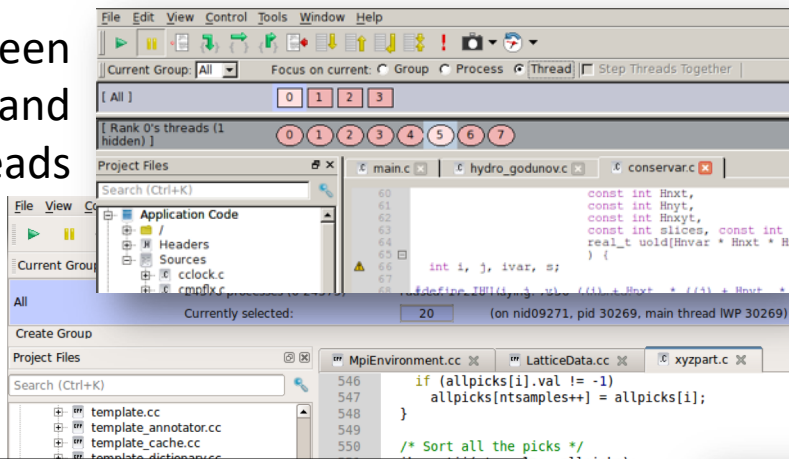 een
and
eads
File Edit View Control Tools Window Help
Current Group: All Focus on current: Group Process Thread Step Threads Together
[ All ] 0 1 2 3
[ Rank 0's threads (1 hidden) ] 0 1 2 3 4 5 6 7
Project Files
Search (Ctrl+K)
Application Code
/
Headers
Sources
cclock.c
cmpflx.c
main.c hydro_godunov.c conservar.c
60 const int Hnxt,
61 const int Hnyt,
62 const int Hnxyt,
63 const int slices, const int
64 real_t uold[Hnvar * Hnxt * H
65 ) {
66 int i, j, ivar, s;
67
68
File View Co
Current Group
All
Currently selected: 20 (on nid09271, pid 30269, main thread lWP 30269)
Create Group
Project Files
Search (Ctrl+K)
template.cc
template_annotator.cc
template_cache.cc
template_dictionary.cc
MpiEnvironment.cc LatticeData.cc xyzpart.c
546 if (allpicks[i].val != -1)
547 allpicks[ntsamples++] = allpicks[i];
548 }
549
550 /* Sort all the picks */